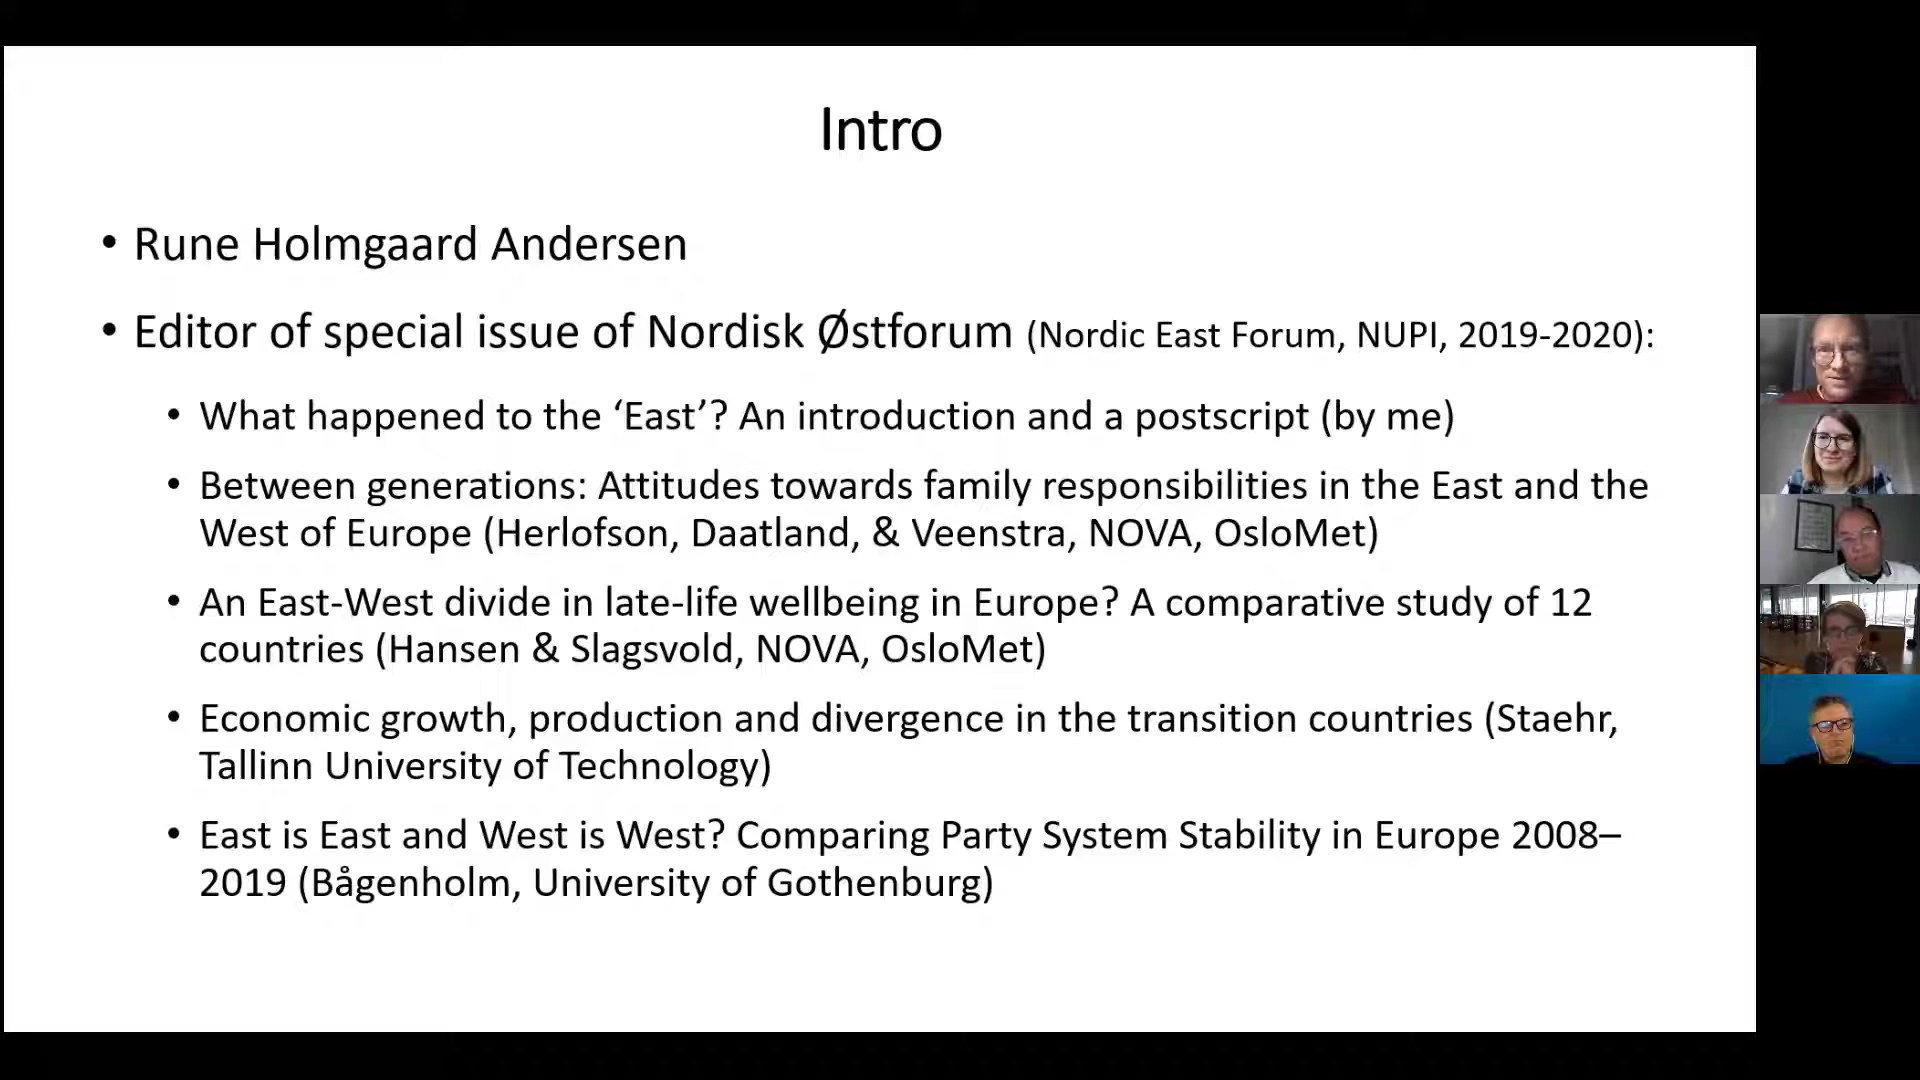 Intro
• Rune Holmgaard Andersen
• Editor of special issue of Nordisk Østforum (Nordic East Forum, NUPI, 2019-2020):
• What happened to the ‘East’? An introduction and a postscript (by me)
• Between generations: Attitudes towards family responsibilities in the East and the
West of Europe (Herlofson, Daatland, & Veenstra, NOVA, OsloMet)
• An East-West divide in late-life wellbeing in Europe? A comparative study of 12
countries (Hansen & Slagsvold, NOVA, OsloMet)
• Economic growth, production and divergence in the transition countries (Staehr,
Tallinn University of Technology)
• East is East and West is West? Comparing Party System Stability in Europe 2008–
2019 (Bågenholm, University of Gothenburg)